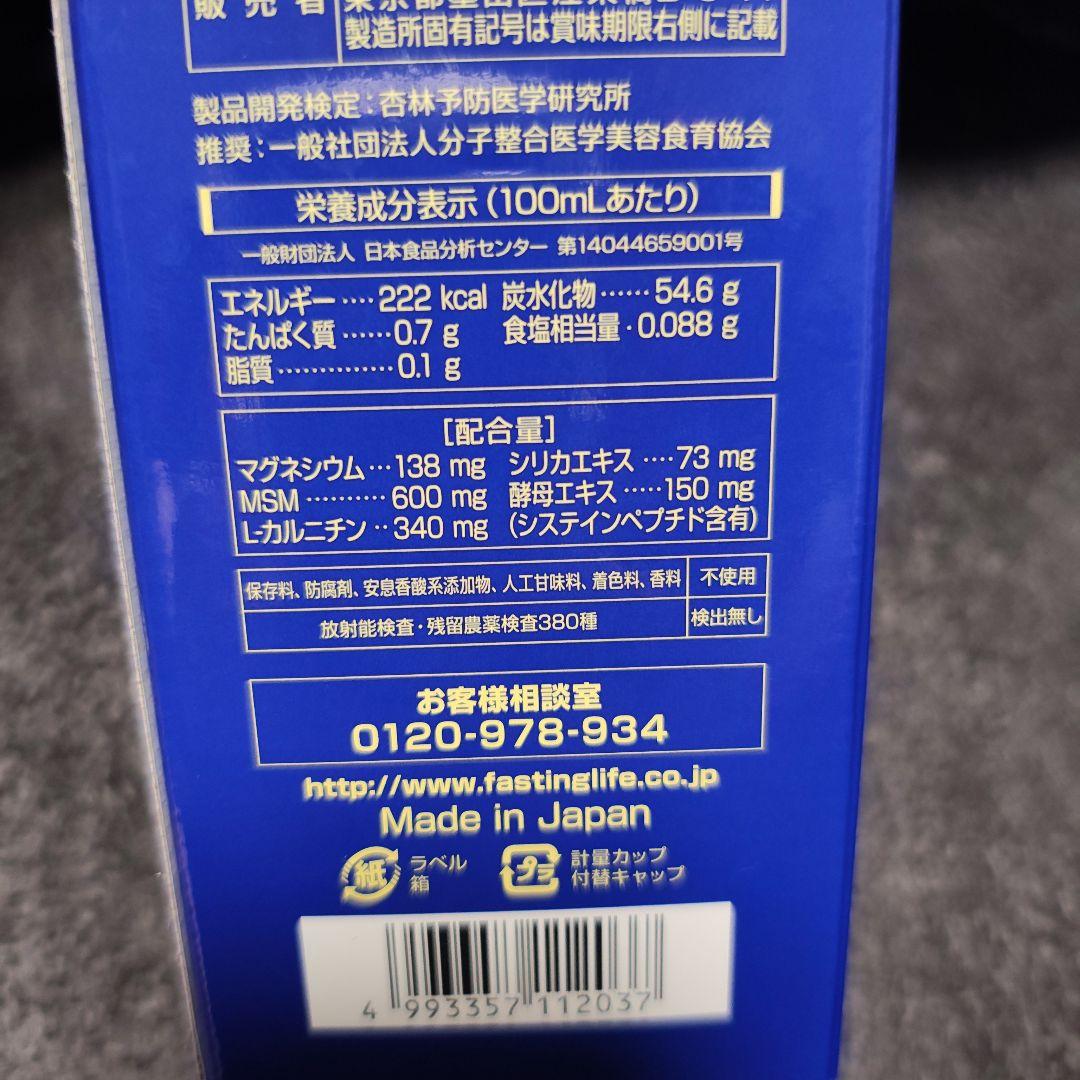 販売者
製造所固有記号は賞味期限右側に記載
製品開発検定：杏林予防医学研究所
推奨：一般社団法人分子整合医学美容食育協会
栄養成分表示（100mLあたり）
一般財団法人 日本食品分析センター 第14044659001号
エネルギー‥‥222 kcal 炭水化物‥‥‥54.6 g
たんぱく質‥‥‥0.7 g 食塩相当量・0.088 g
脂質‥‥‥‥‥‥‥0.1 g
［配合量］
マグネシウム…138 mg シリカエキス‥‥73 mg
MSM‥‥‥‥‥600 mg 酵母エキス‥‥‥150 mg
L-カルニチン‥340 mg （システインペプチド含有）
保存料、防腐剤、安息香酸系添加物、人工甘味料、着色料、香料 不使用
放射能検査・残留農薬検査380種 検出無し
お客様相談室
0120-978-934
http://www.fastinglife.co.jp
Made in Japan
紙 ラベル 箱
プラ 計量カップ 付替キャップ
4 993357 112037